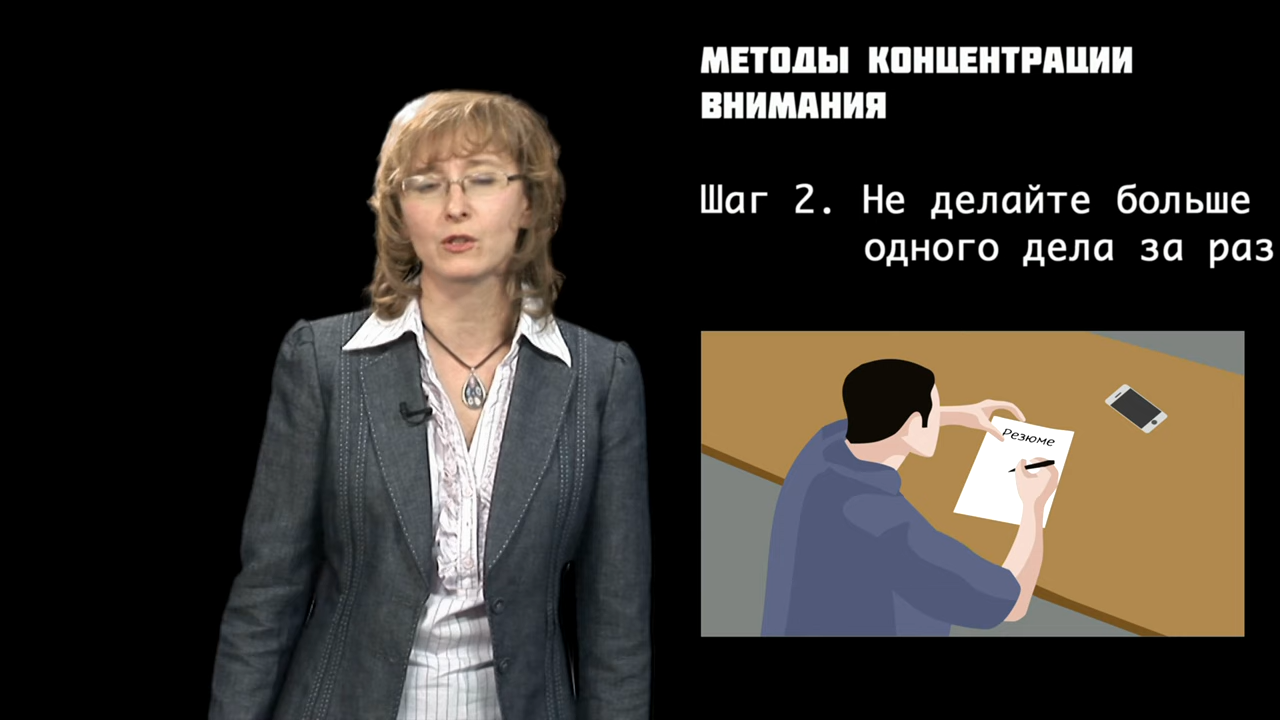 МЕТОДЫ КОНЦЕНТРАЦИИ
ВНИМАНИЯ
Шаг 2. Не делайте больше
одного дела за раз
Резюме